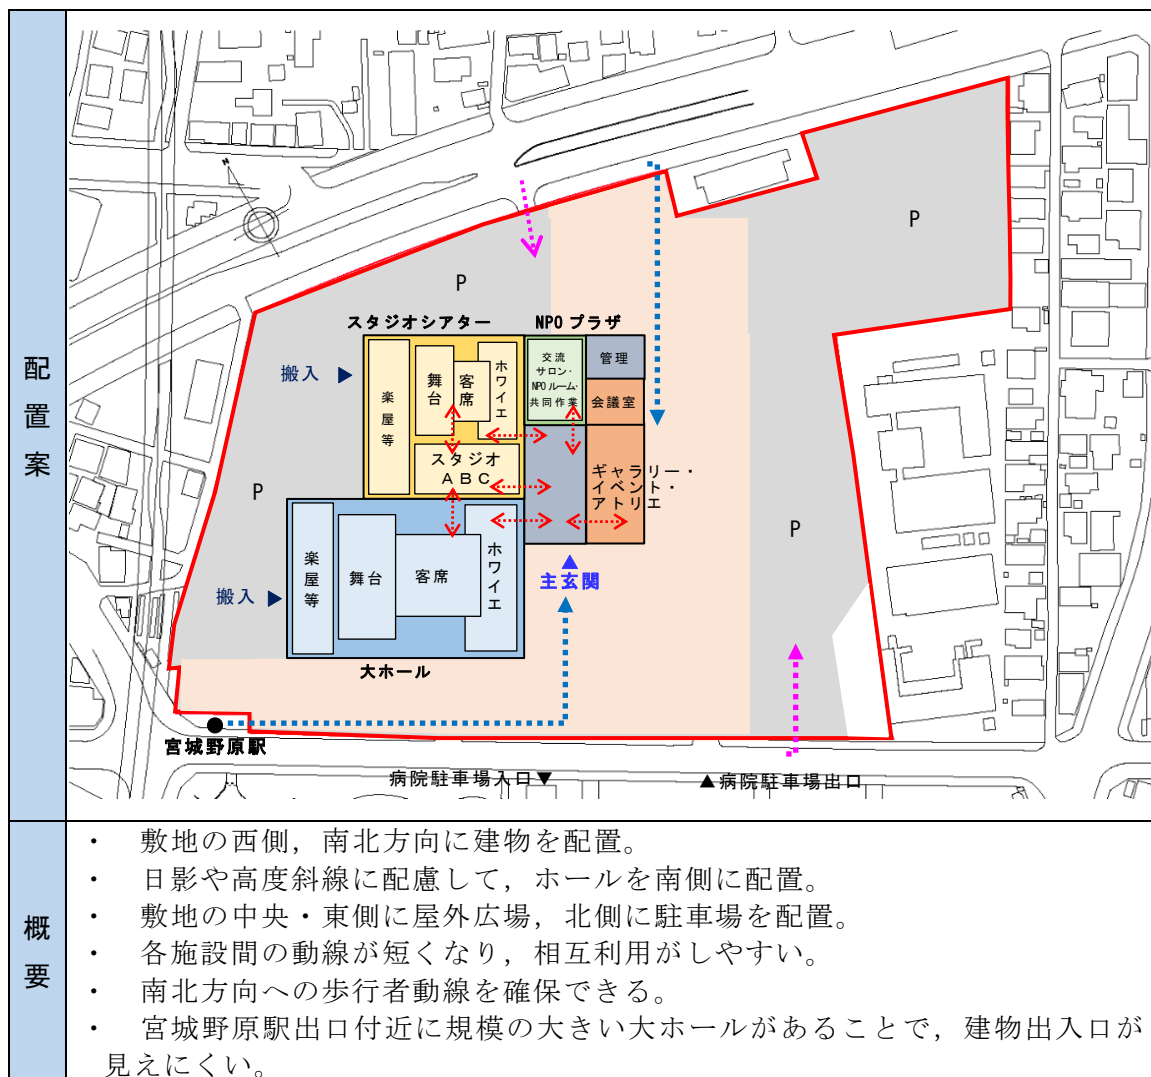 配置案
N
P
P
スタジオシアター
NPO プラザ
搬入 ▶
楽屋等
舞台
客席
ホワイエ
交流
サロン・
NPOルーム・
共同作業
管理
会議室
スタジオ
ABC
ギャラリー・
イベント・
アトリエ
P
P
搬入 ▶
楽屋等
舞台
客席
ホワイエ
▲
主玄関
大ホール
宮城野原駅
病院駐車場入口▼
▲病院駐車場出口
概要
・ 敷地の西側，南北方向に建物を配置。
・ 日影や高度斜線に配慮して，ホールを南側に配置。
・ 敷地の中央・東側に屋外広場，北側に駐車場を配置。
・ 各施設間の動線が短くなり，相互利用がしやすい。
・ 南北方向への歩行者動線を確保できる。
・ 宮城野原駅出口付近に規模の大きい大ホールがあることで，建物出入口が
見えにくい。